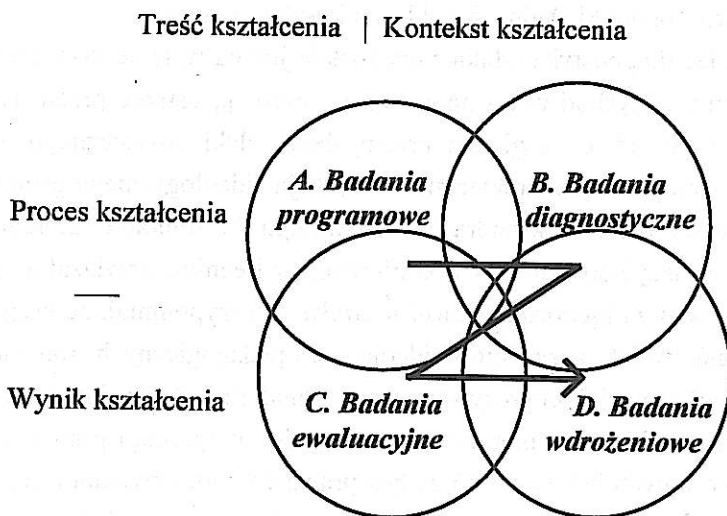 Treść kształcenia | Kontekst kształcenia
A. Badania
programowe
B. Badania
diagnostyczne
Proces kształcenia
Wynik kształcenia
C. Badania
ewaluacyjne
D. Badania
wdrożeniowe